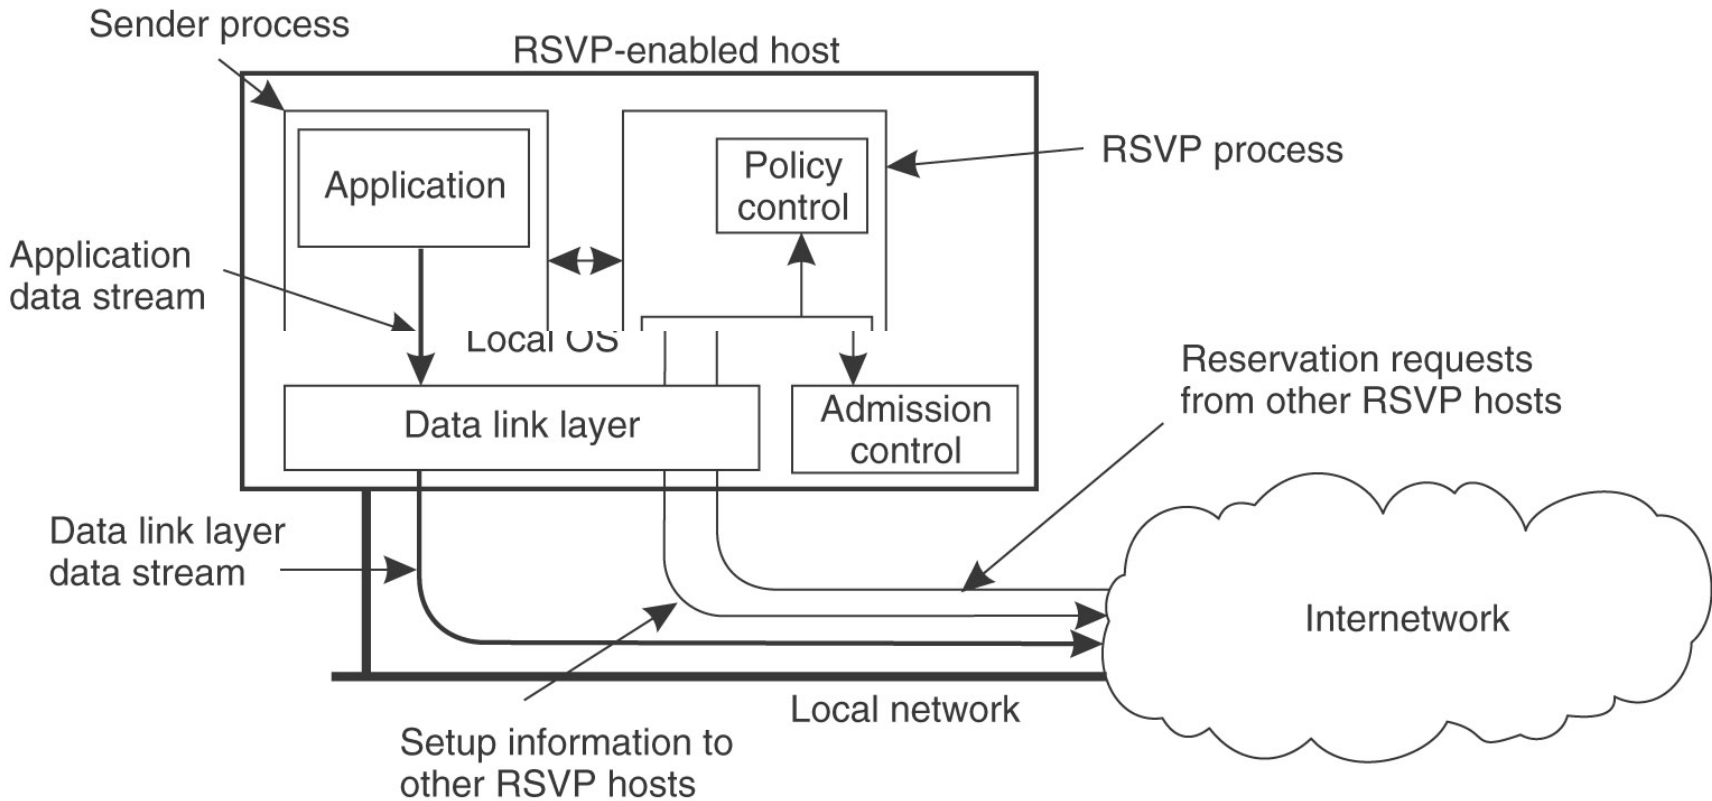 Sender process
RSVP-enabled host
Application
Policy
control
RSVP process
Application
data stream
Local OS
Data link layer
Admission
control
Reservation requests
from other RSVP hosts
Data link layer
data stream
Internetwork
Local network
Setup information to
other RSVP hosts